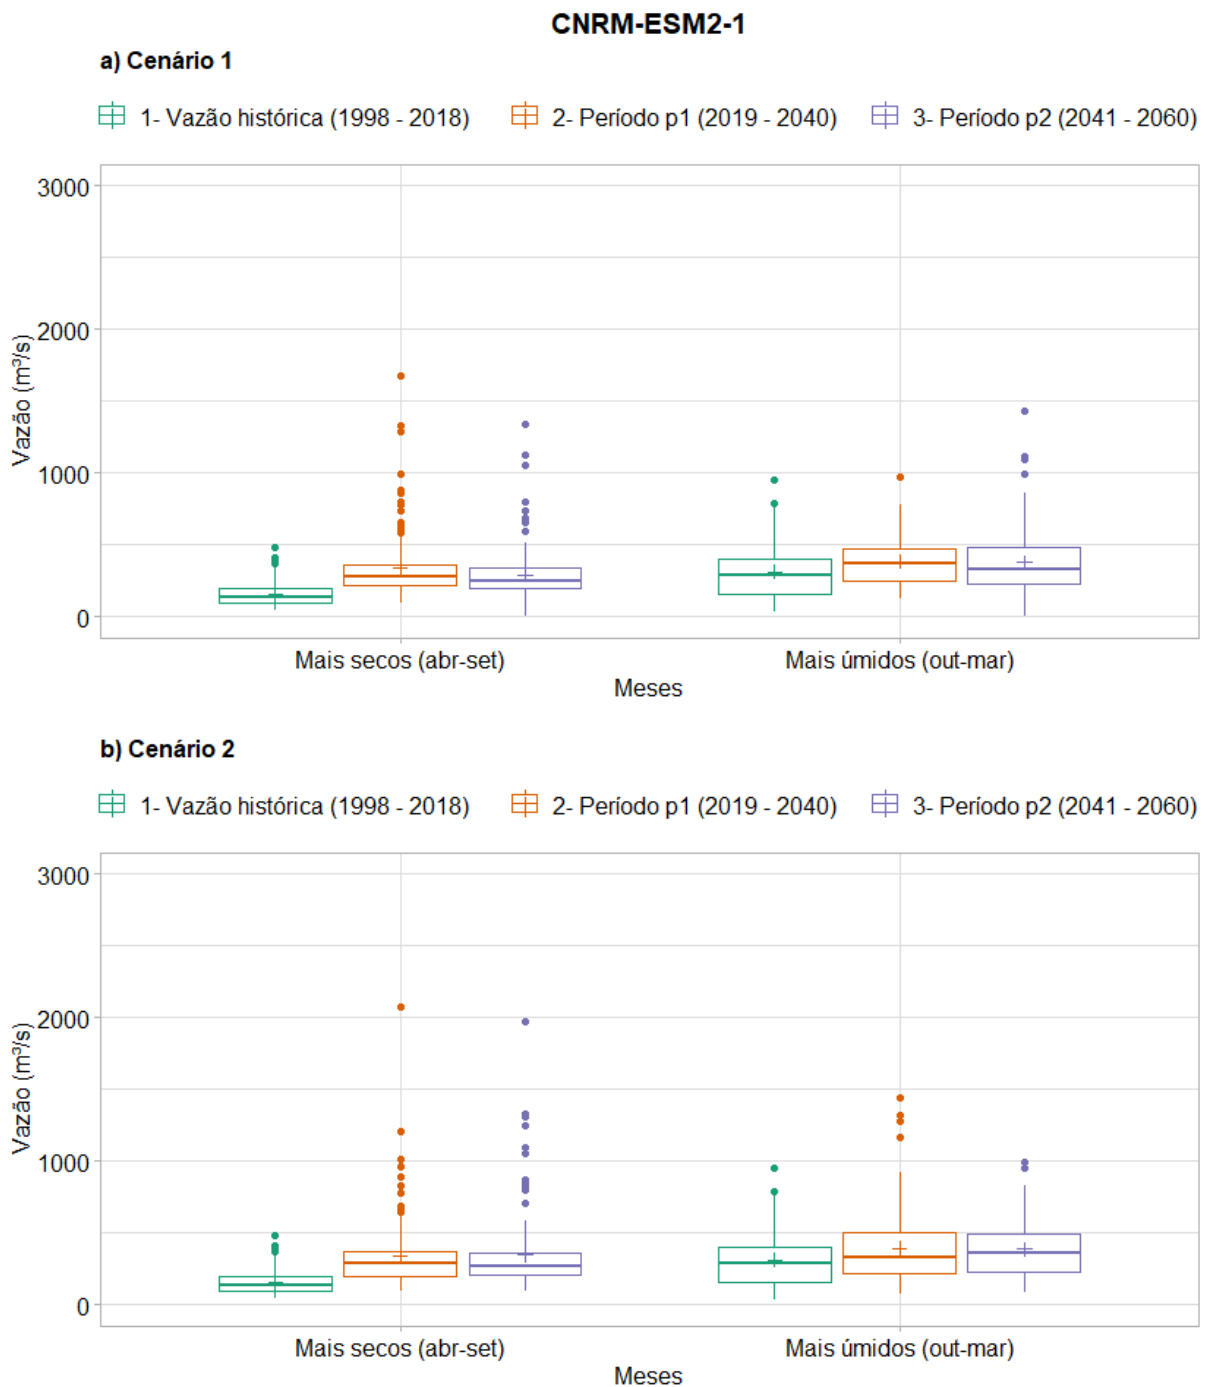 CNRM-ESM2-1
a) Cenário 1
1- Vazão histórica (1998 - 2018) 2- Período p1 (2019 - 2040) 3- Período p2 (2041 - 2060)
3000
2000
1000
0
Vazão (m³/s)
Mais secos (abr-set) Mais úmidos (out-mar)
Meses
b) Cenário 2
1- Vazão histórica (1998 - 2018) 2- Período p1 (2019 - 2040) 3- Período p2 (2041 - 2060)
3000
2000
1000
0
Vazão (m³/s)
Mais secos (abr-set) Mais úmidos (out-mar)
Meses